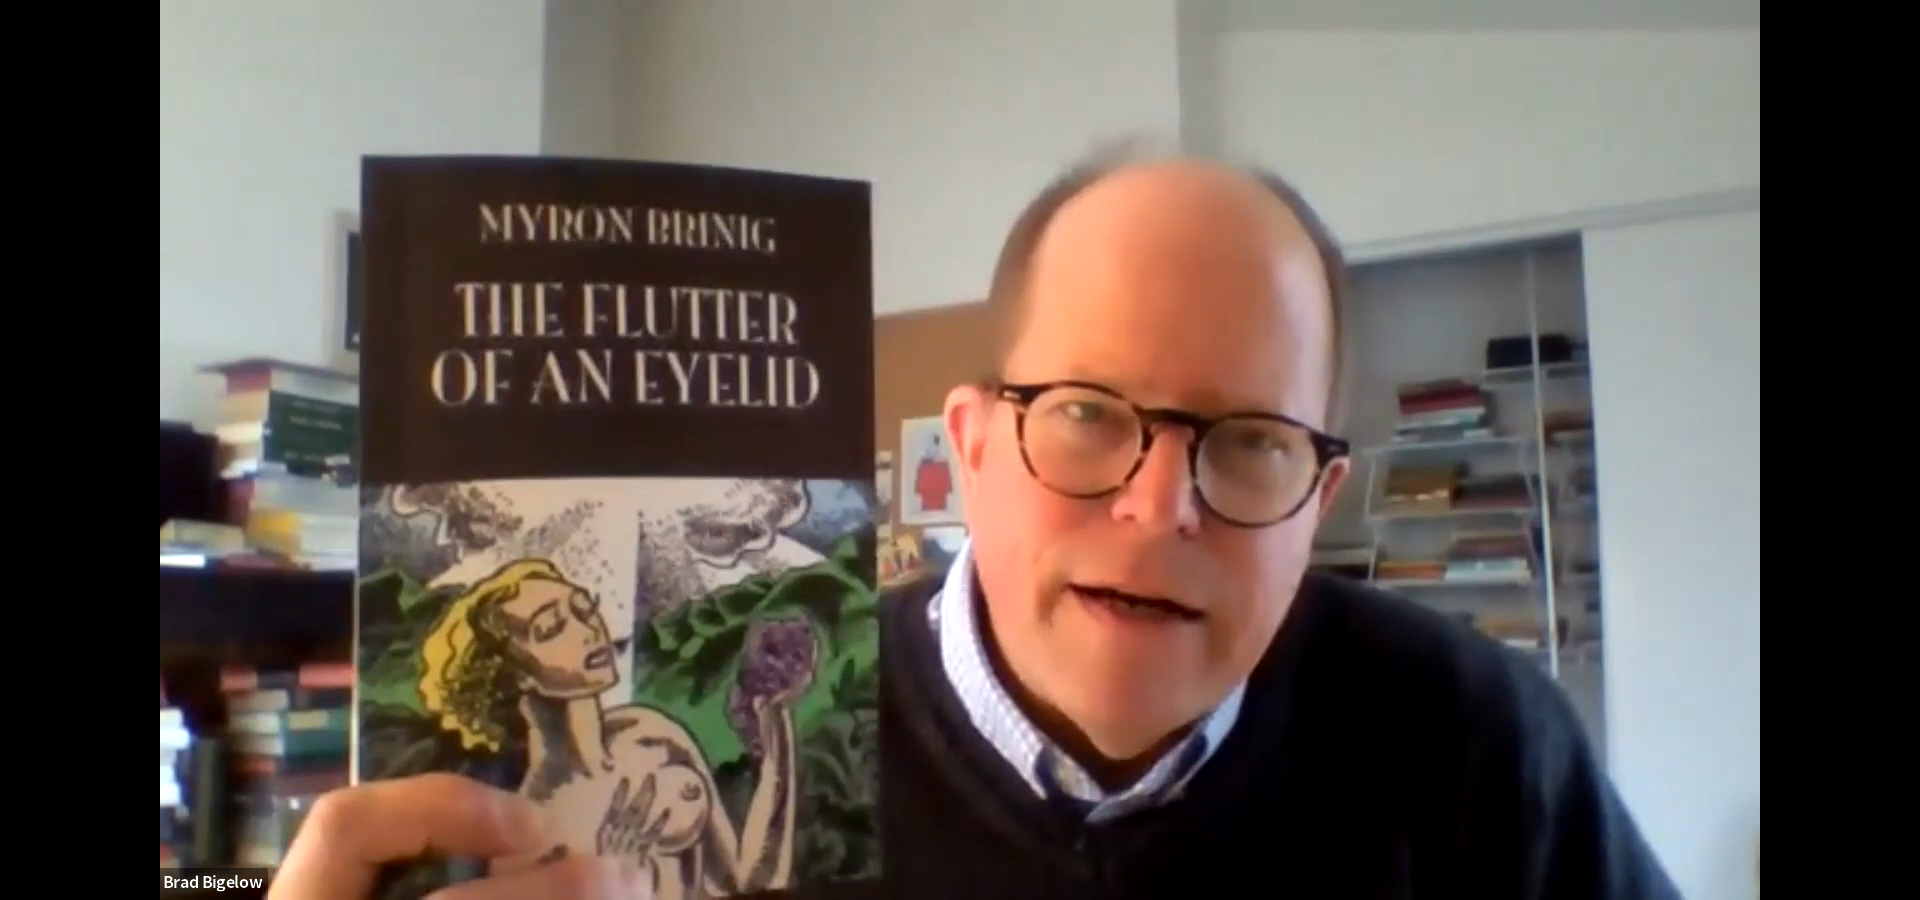 MYRON BRINIG
THE FLUTTER
OF AN EYELID
Brad Bigelow